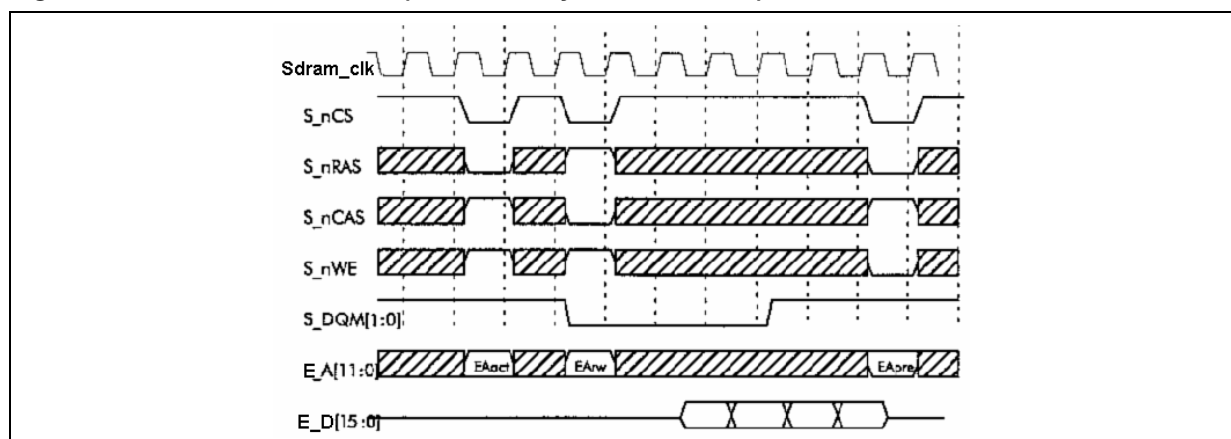 Sdram_clk
S_nCS
S_nRAS
S_nCAS
S_nWE
S_DQM[1:0]
E_A[11:0] EAact EArw EApre
E_D[15:0]